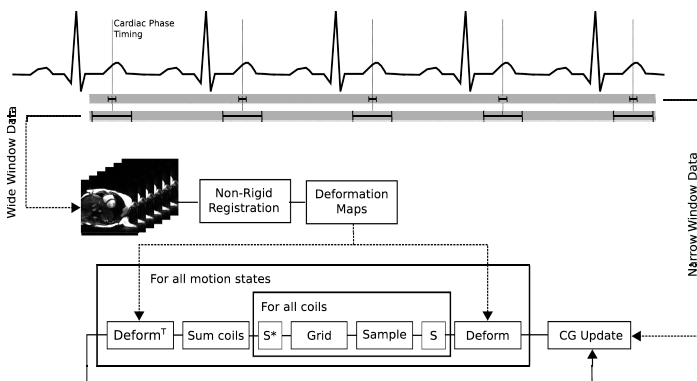 Cardiac Phase
Timing
Wide Window Data
Narrow Window Data
Non-Rigid
Registration
Deformation
Maps
For all motion states
For all coils
Deformᵀ
Sum coils
S*
Grid
Sample
S
Deform
CG Update